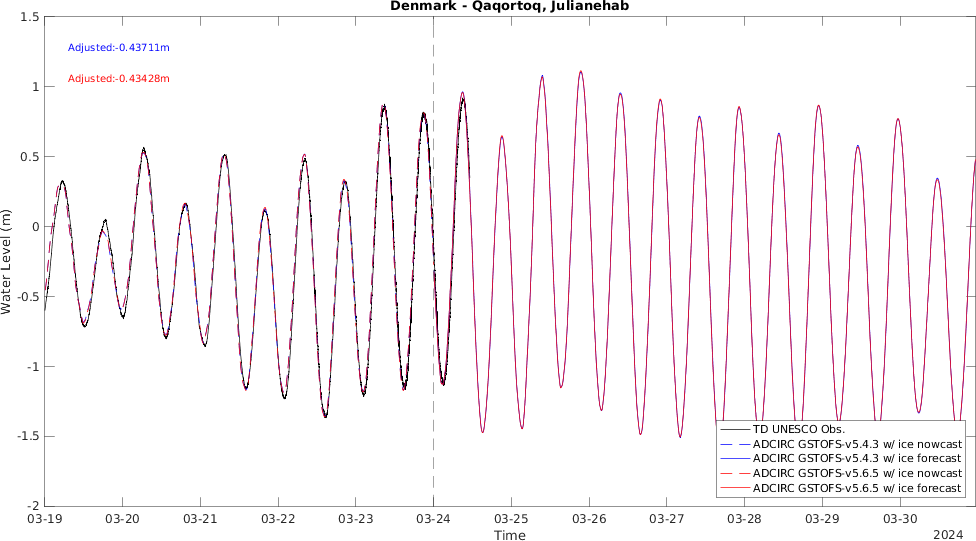 Denmark - Qaqortoq, Julianehab
Adjusted:-0.43711m
Adjusted:-0.43428m
1.5
1
0.5
0
-0.5
-1
-1.5
-2
Water Level (m)
TD UNESCO Obs.
ADCIRC GSTOFS-v5.4.3 w/ ice nowcast
ADCIRC GSTOFS-v5.4.3 w/ ice forecast
ADCIRC GSTOFS-v5.6.5 w/ ice nowcast
ADCIRC GSTOFS-v5.6.5 w/ ice forecast
03-19 03-20 03-21 03-22 03-23 03-24 03-25 03-26 03-27 03-28 03-29 03-30
Time
2024